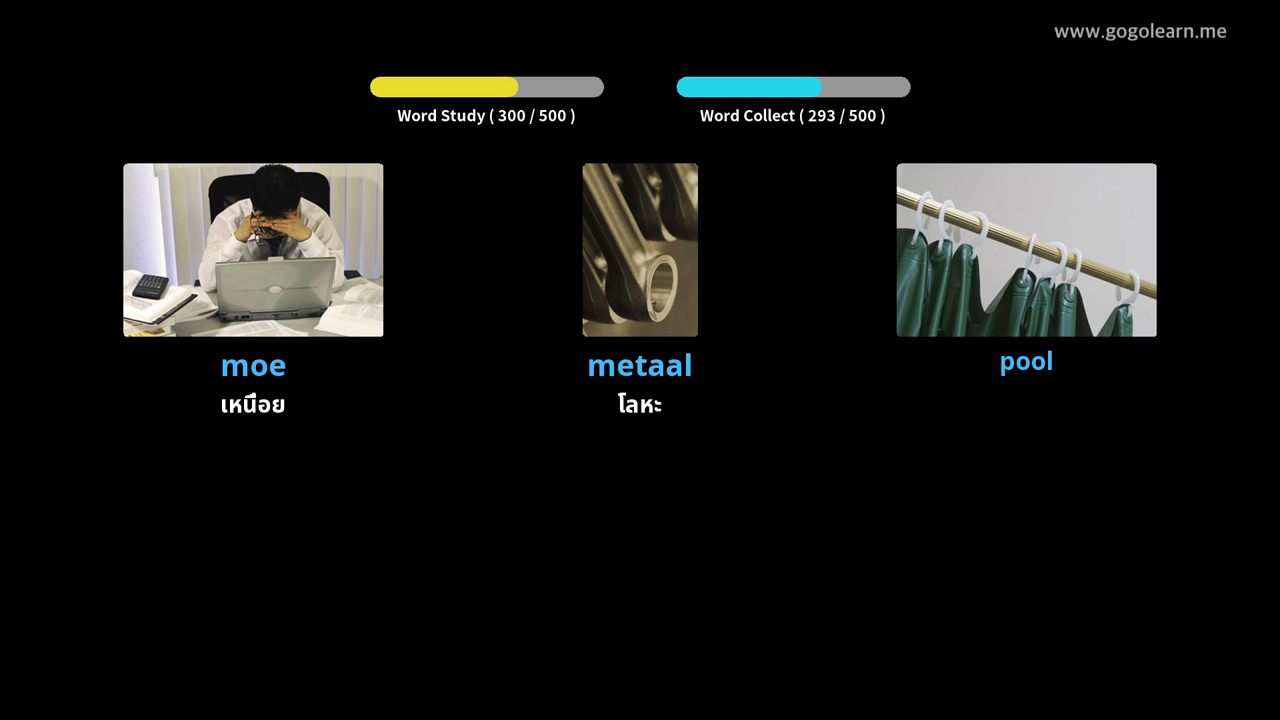 www.gogolearn.me
Word Study ( 300 / 500 )
Word Collect ( 293 / 500 )
moe
metaal
pool
เหนื่อย
โลหะ